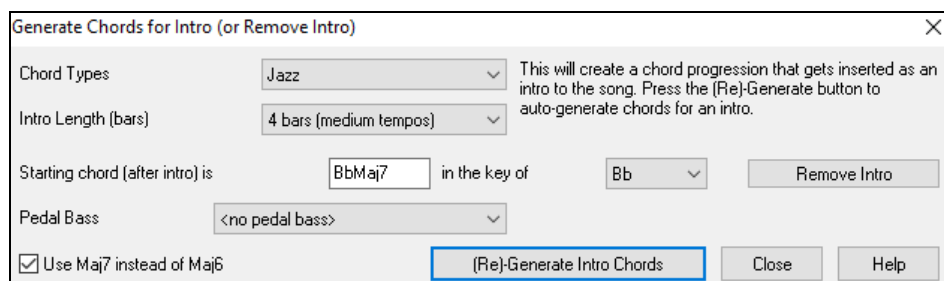 Generate Chords for Intro (or Remove Intro)
Chord Types
Jazz
This will create a chord progression that gets inserted as an
intro to the song. Press the (Re)-Generate button to
auto-generate chords for an intro.
Intro Length (bars)
4 bars (medium tempos)
Starting chord (after intro) is
BbMaj7
in the key of
Bb
Remove Intro
Pedal Bass
<no pedal bass>
Use Maj7 instead of Maj6
(Re)-Generate Intro Chords
Close
Help